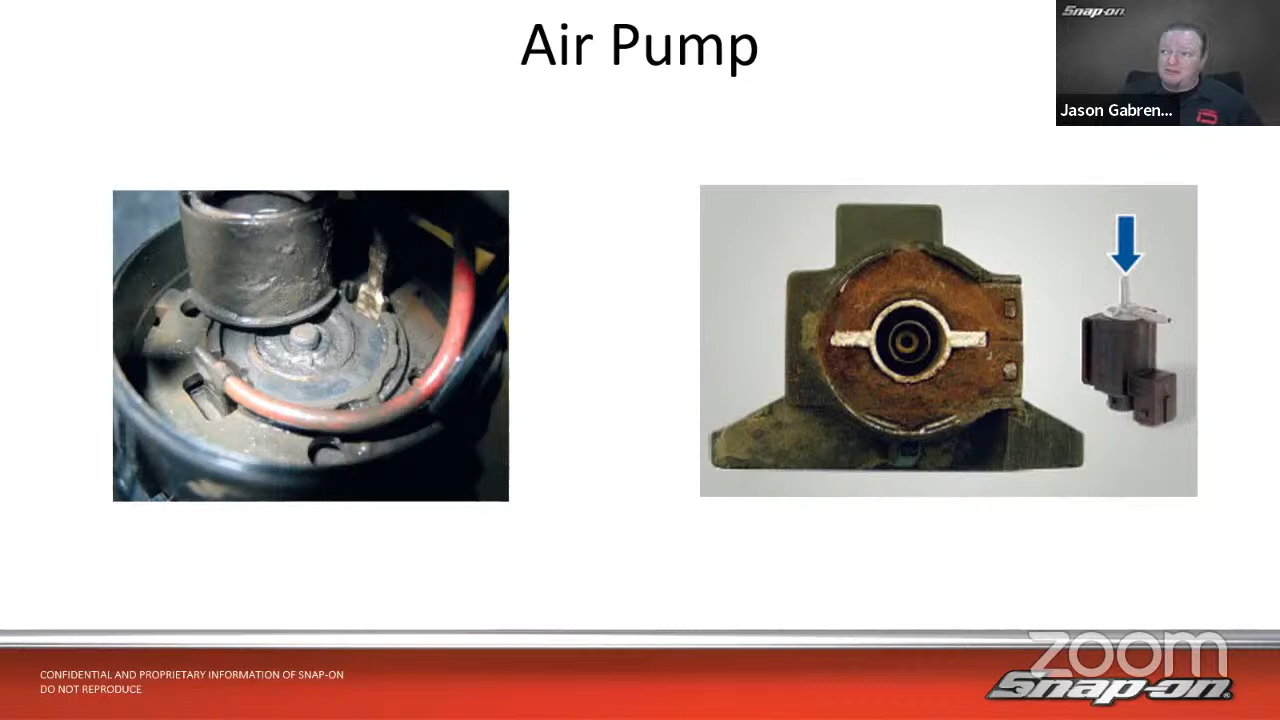 Air Pump
Snap-on
Jason Gabren...
CONFIDENTIAL AND PROPRIETARY INFORMATION OF SNAP-ON
DO NOT REPRODUCE
zoom
Snap-on